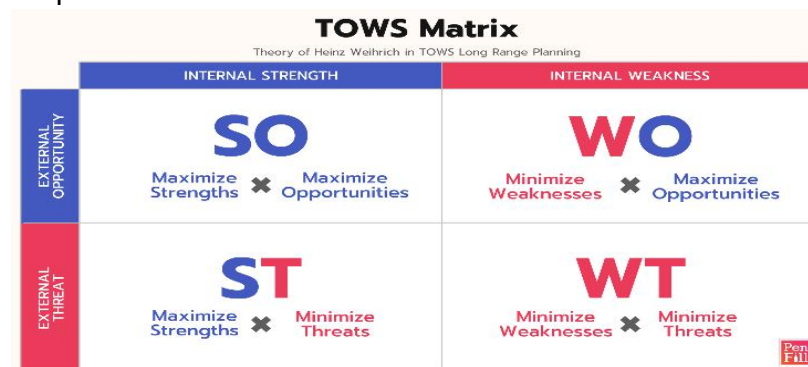 TOWS Matrix
Theory of Heinz Weihrich in TOWS Long Range Planning
INTERNAL STRENGTH
INTERNAL WEAKNESS
EXTERNAL
OPPORTUNITY
SO
Maximize
Strengths
Maximize
Opportunities
WO
Minimize
Weaknesses
Maximize
Opportunities
EXTERNAL
THREAT
ST
Maximize
Strengths
Minimize
Threats
WT
Minimize
Weaknesses
Minimize
Threats
Pen
Fill